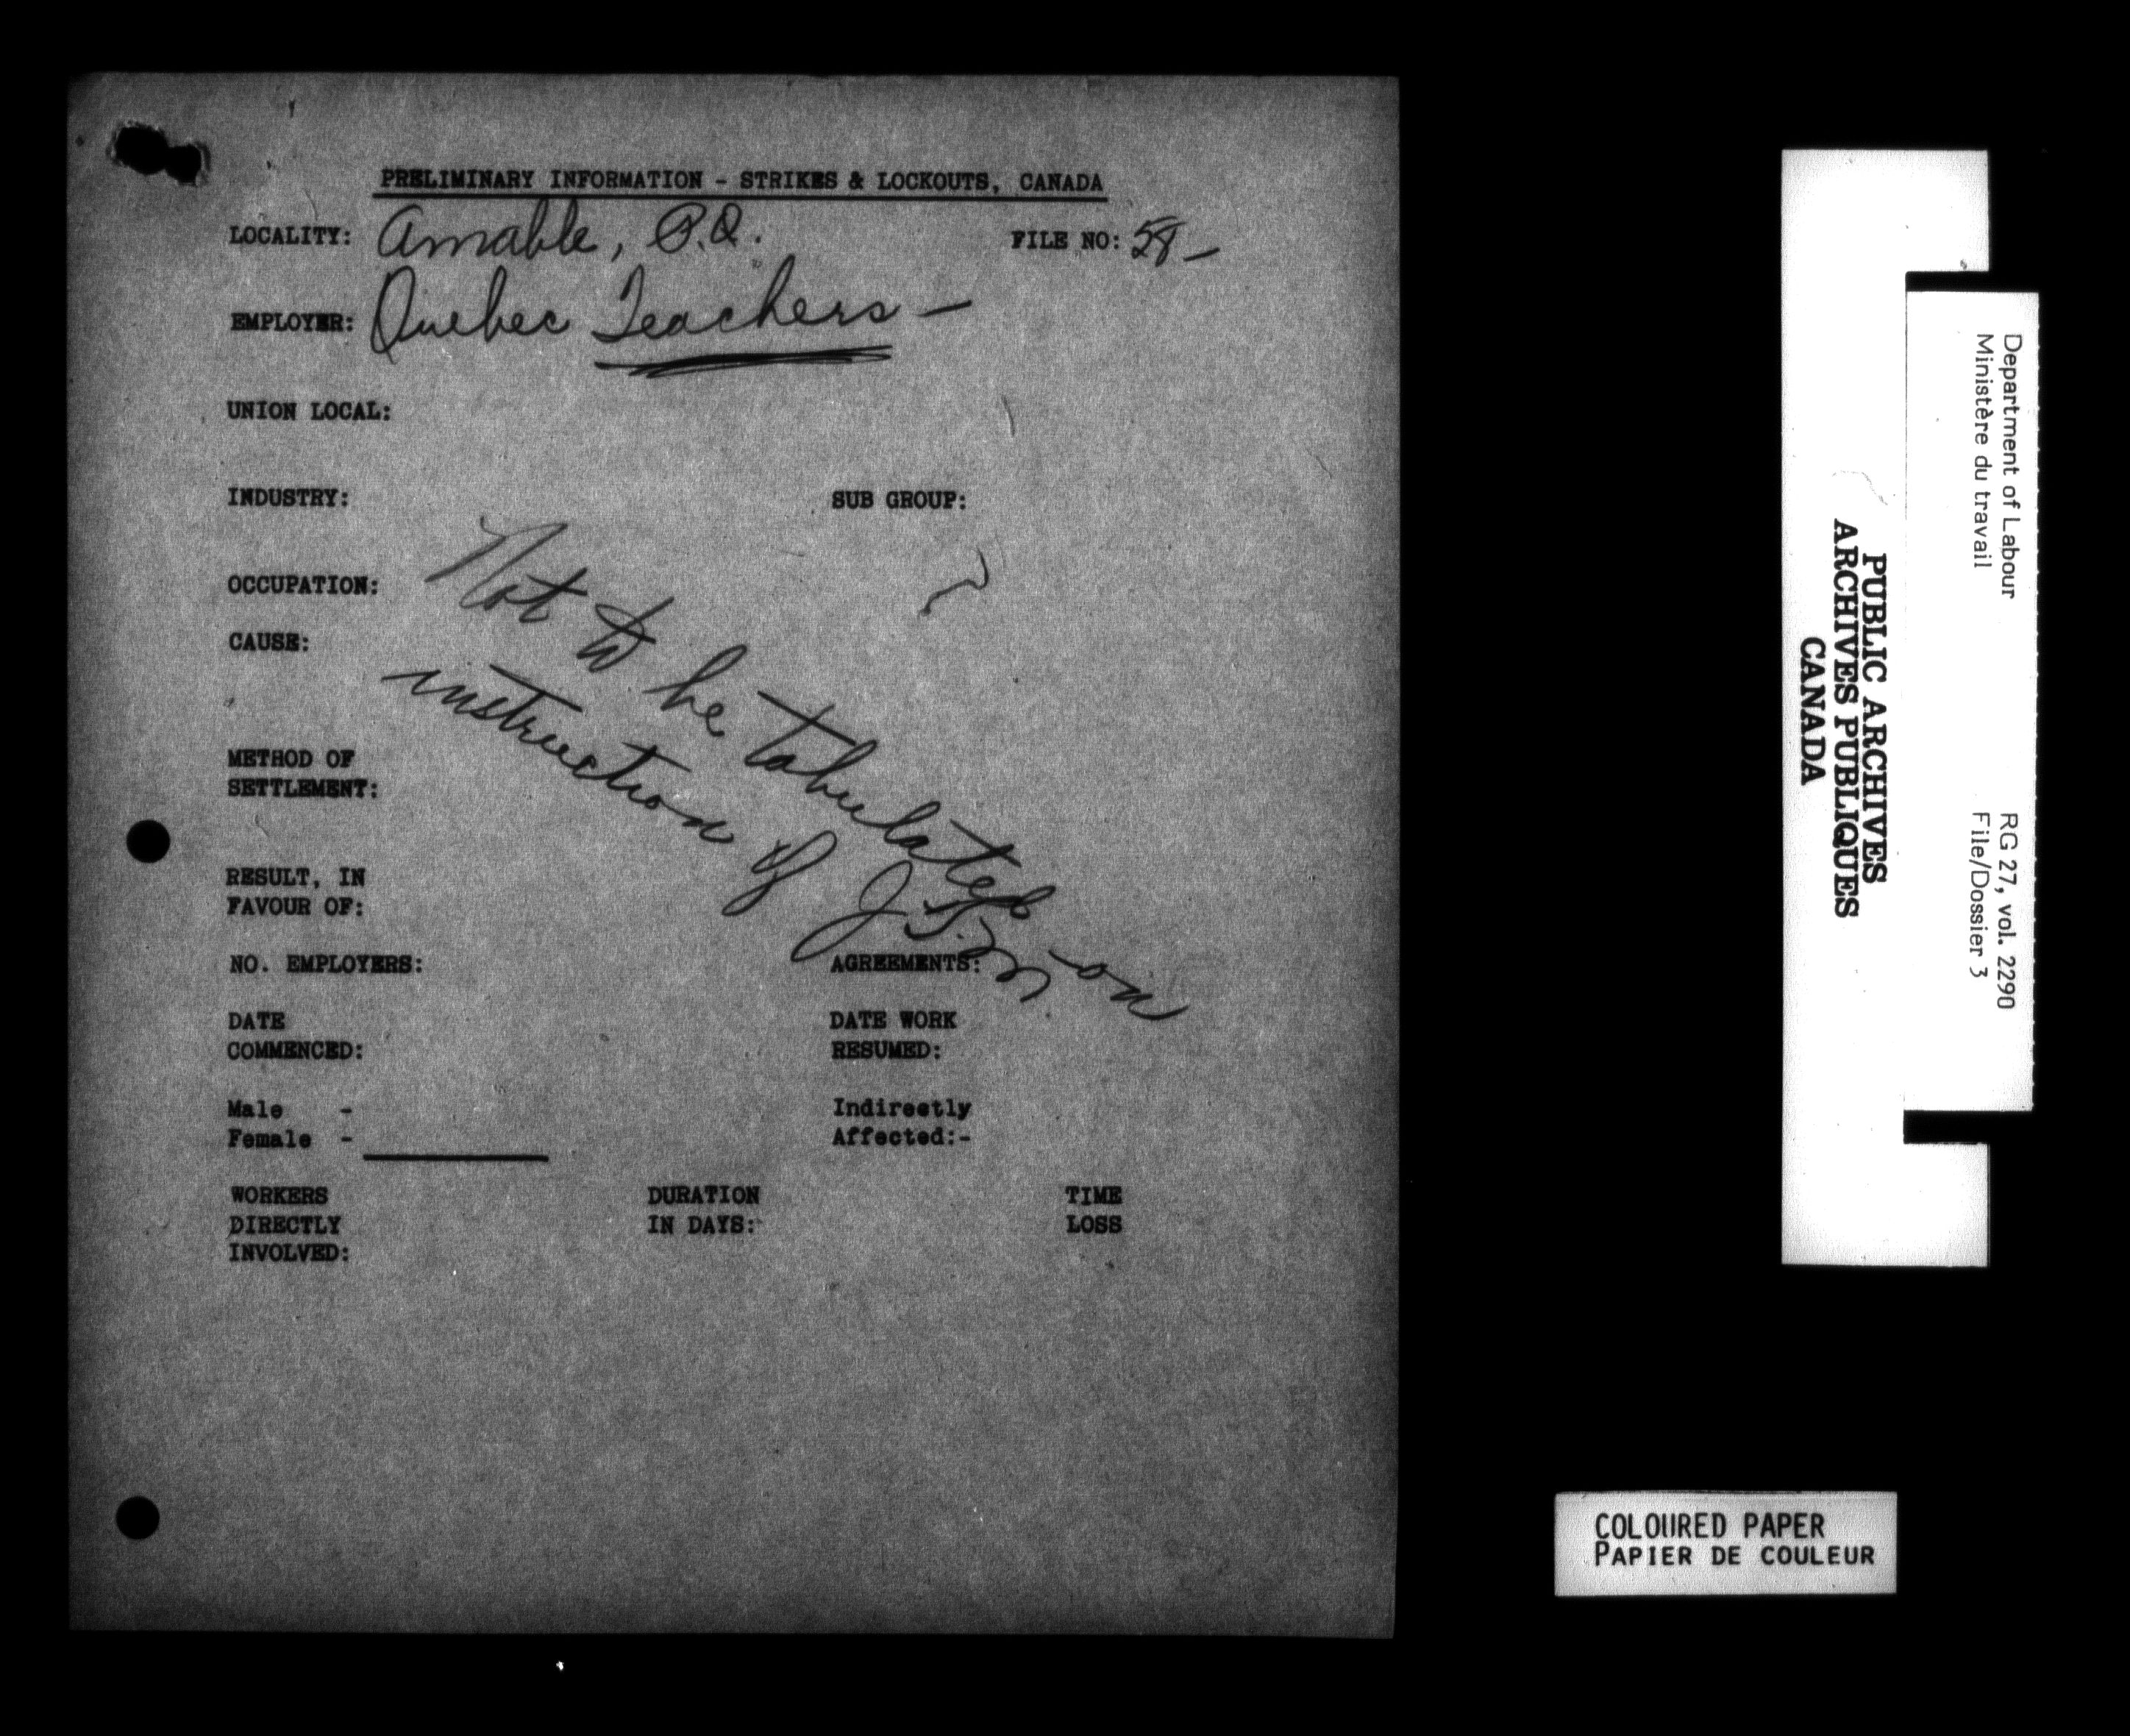 PRELIMINARY INFORMATION - STRIKES & LOCKOUTS, CANADA
LOCALITY: Amable, P.Q. FILE NO: 58 -
EMPLOYER: Quebec Teachers -
UNION LOCAL:
INDUSTRY: SUB GROUP:
OCCUPATION:
CAUSE:
Not to be tabulated on
instruction of J.
METHOD OF
SETTLEMENT:
RESULT, IN
FAVOUR OF:
NO. EMPLOYERS: AGREEMENTS:
DATE
COMMENCED:
DATE WORK
RESUMED:
Male -
Female -
Indirectly
Affected:-
WORKERS
DIRECTLY
INVOLVED:
DURATION
IN DAYS:
TIME
LOSS
Department of Labour
Ministère du travail
RG 27, vol. 2290
File/Dossier 3
PUBLIC ARCHIVES
ARCHIVES PUBLIQUES
CANADA
COLOURED PAPER
PAPIER DE COULEUR